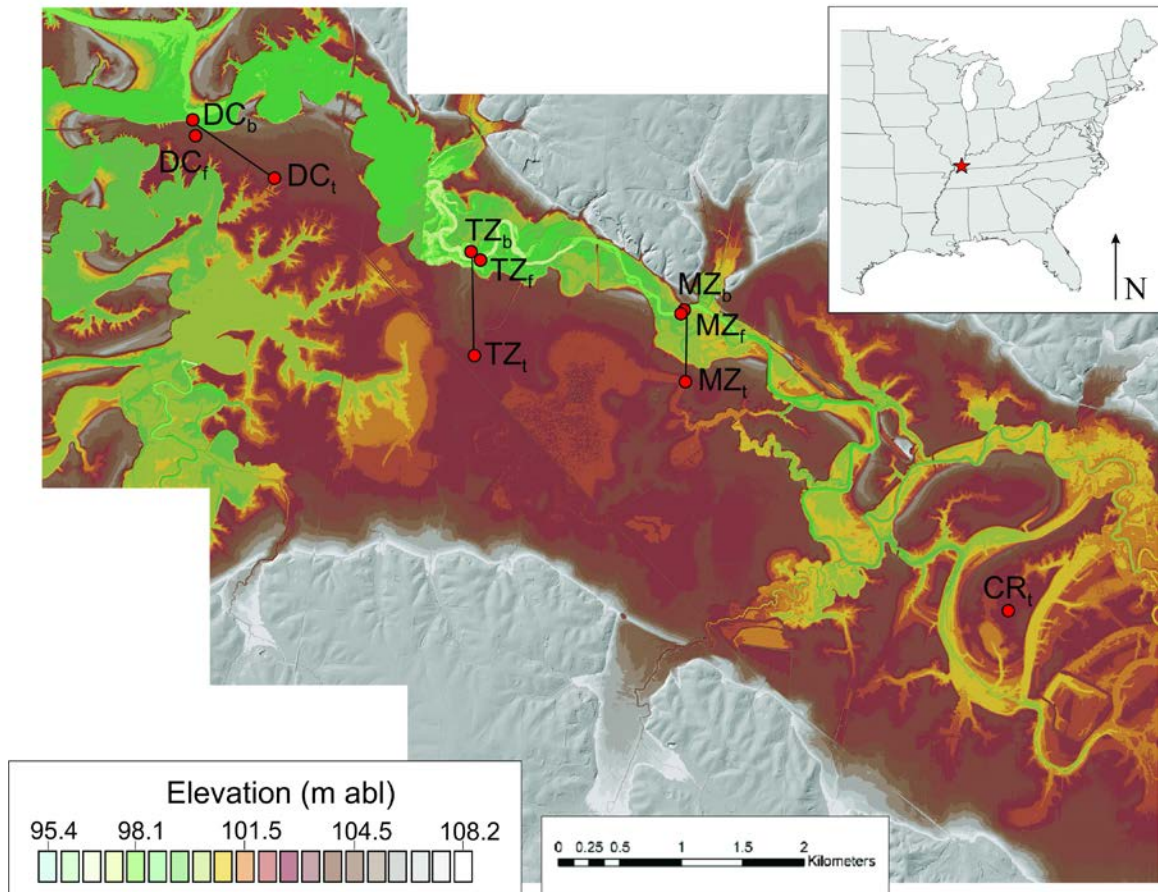 N
DC_b
DC_f
DC_t
TZ_b
TZ_f
TZ_t
MZ_b
MZ_f
MZ_t
CR_t
Elevation (m abl)
95.4 98.1 101.5 104.5 108.2
0 0.25 0.5 1 1.5 2
Kilometers